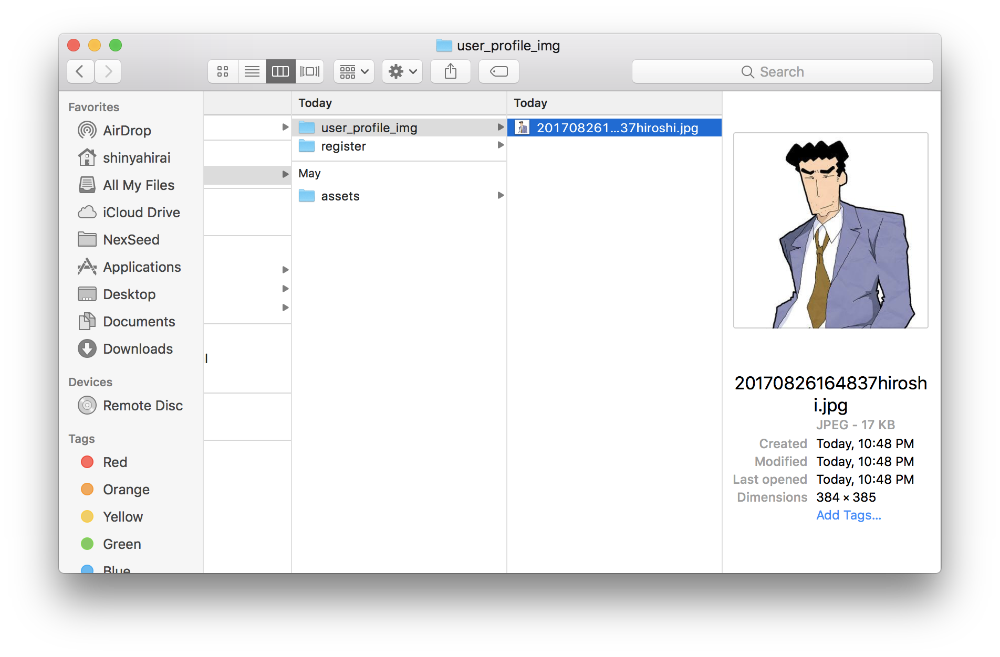 user_profile_img
Search
Favorites
AirDrop
shinyahirai
All My Files
iCloud Drive
NexSeed
Applications
Desktop
Documents
Downloads
Devices
Remote Disc
Tags
Red
Orange
Yellow
Green
Blue
Today
user_profile_img
register
May
assets
Today
201708261...37hiroshi.jpg
20170826164837hirosh
i.jpg
JPEG - 17 KB
Created Today, 10:48 PM
Modified Today, 10:48 PM
Last opened Today, 10:48 PM
Dimensions 384 × 385
Add Tags...